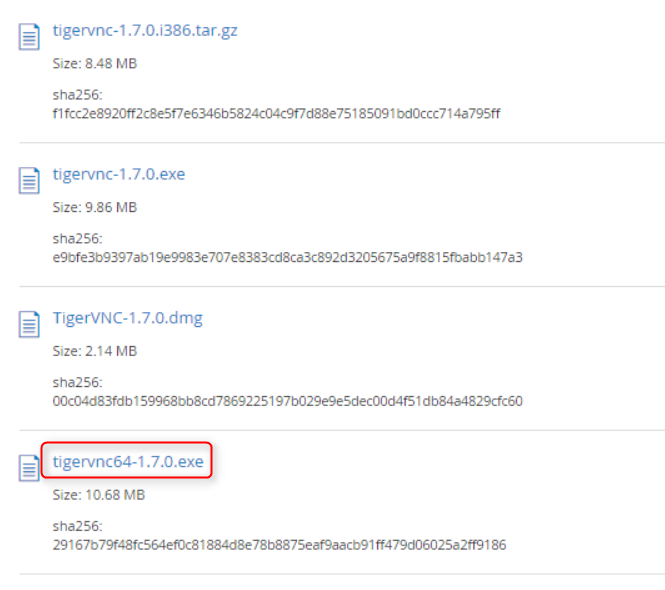 tigervnc-1.7.0.i386.tar.gz
Size: 8.48 MB
sha256:
f1fcc2e8920ff2c8e5f7e6346b5824c04c9f7d88e75185091bd0ccc714a795ff
tigervnc-1.7.0.exe
Size: 9.86 MB
sha256:
e9bfe3b9397ab19e9983e707e8383cd8ca3c892d3205675a9f8815fbabb147a3
TigerVNC-1.7.0.dmg
Size: 2.14 MB
sha256:
00c04d83fdb159968bb8cd7869225197b029e9e5dec00d4f51db84a4829cfc60
tigervnc64-1.7.0.exe
Size: 10.68 MB
sha256:
29167b79f48fc564ef0c81884d8e78b8875eaf9aacb91ff479d06025a2ff9186